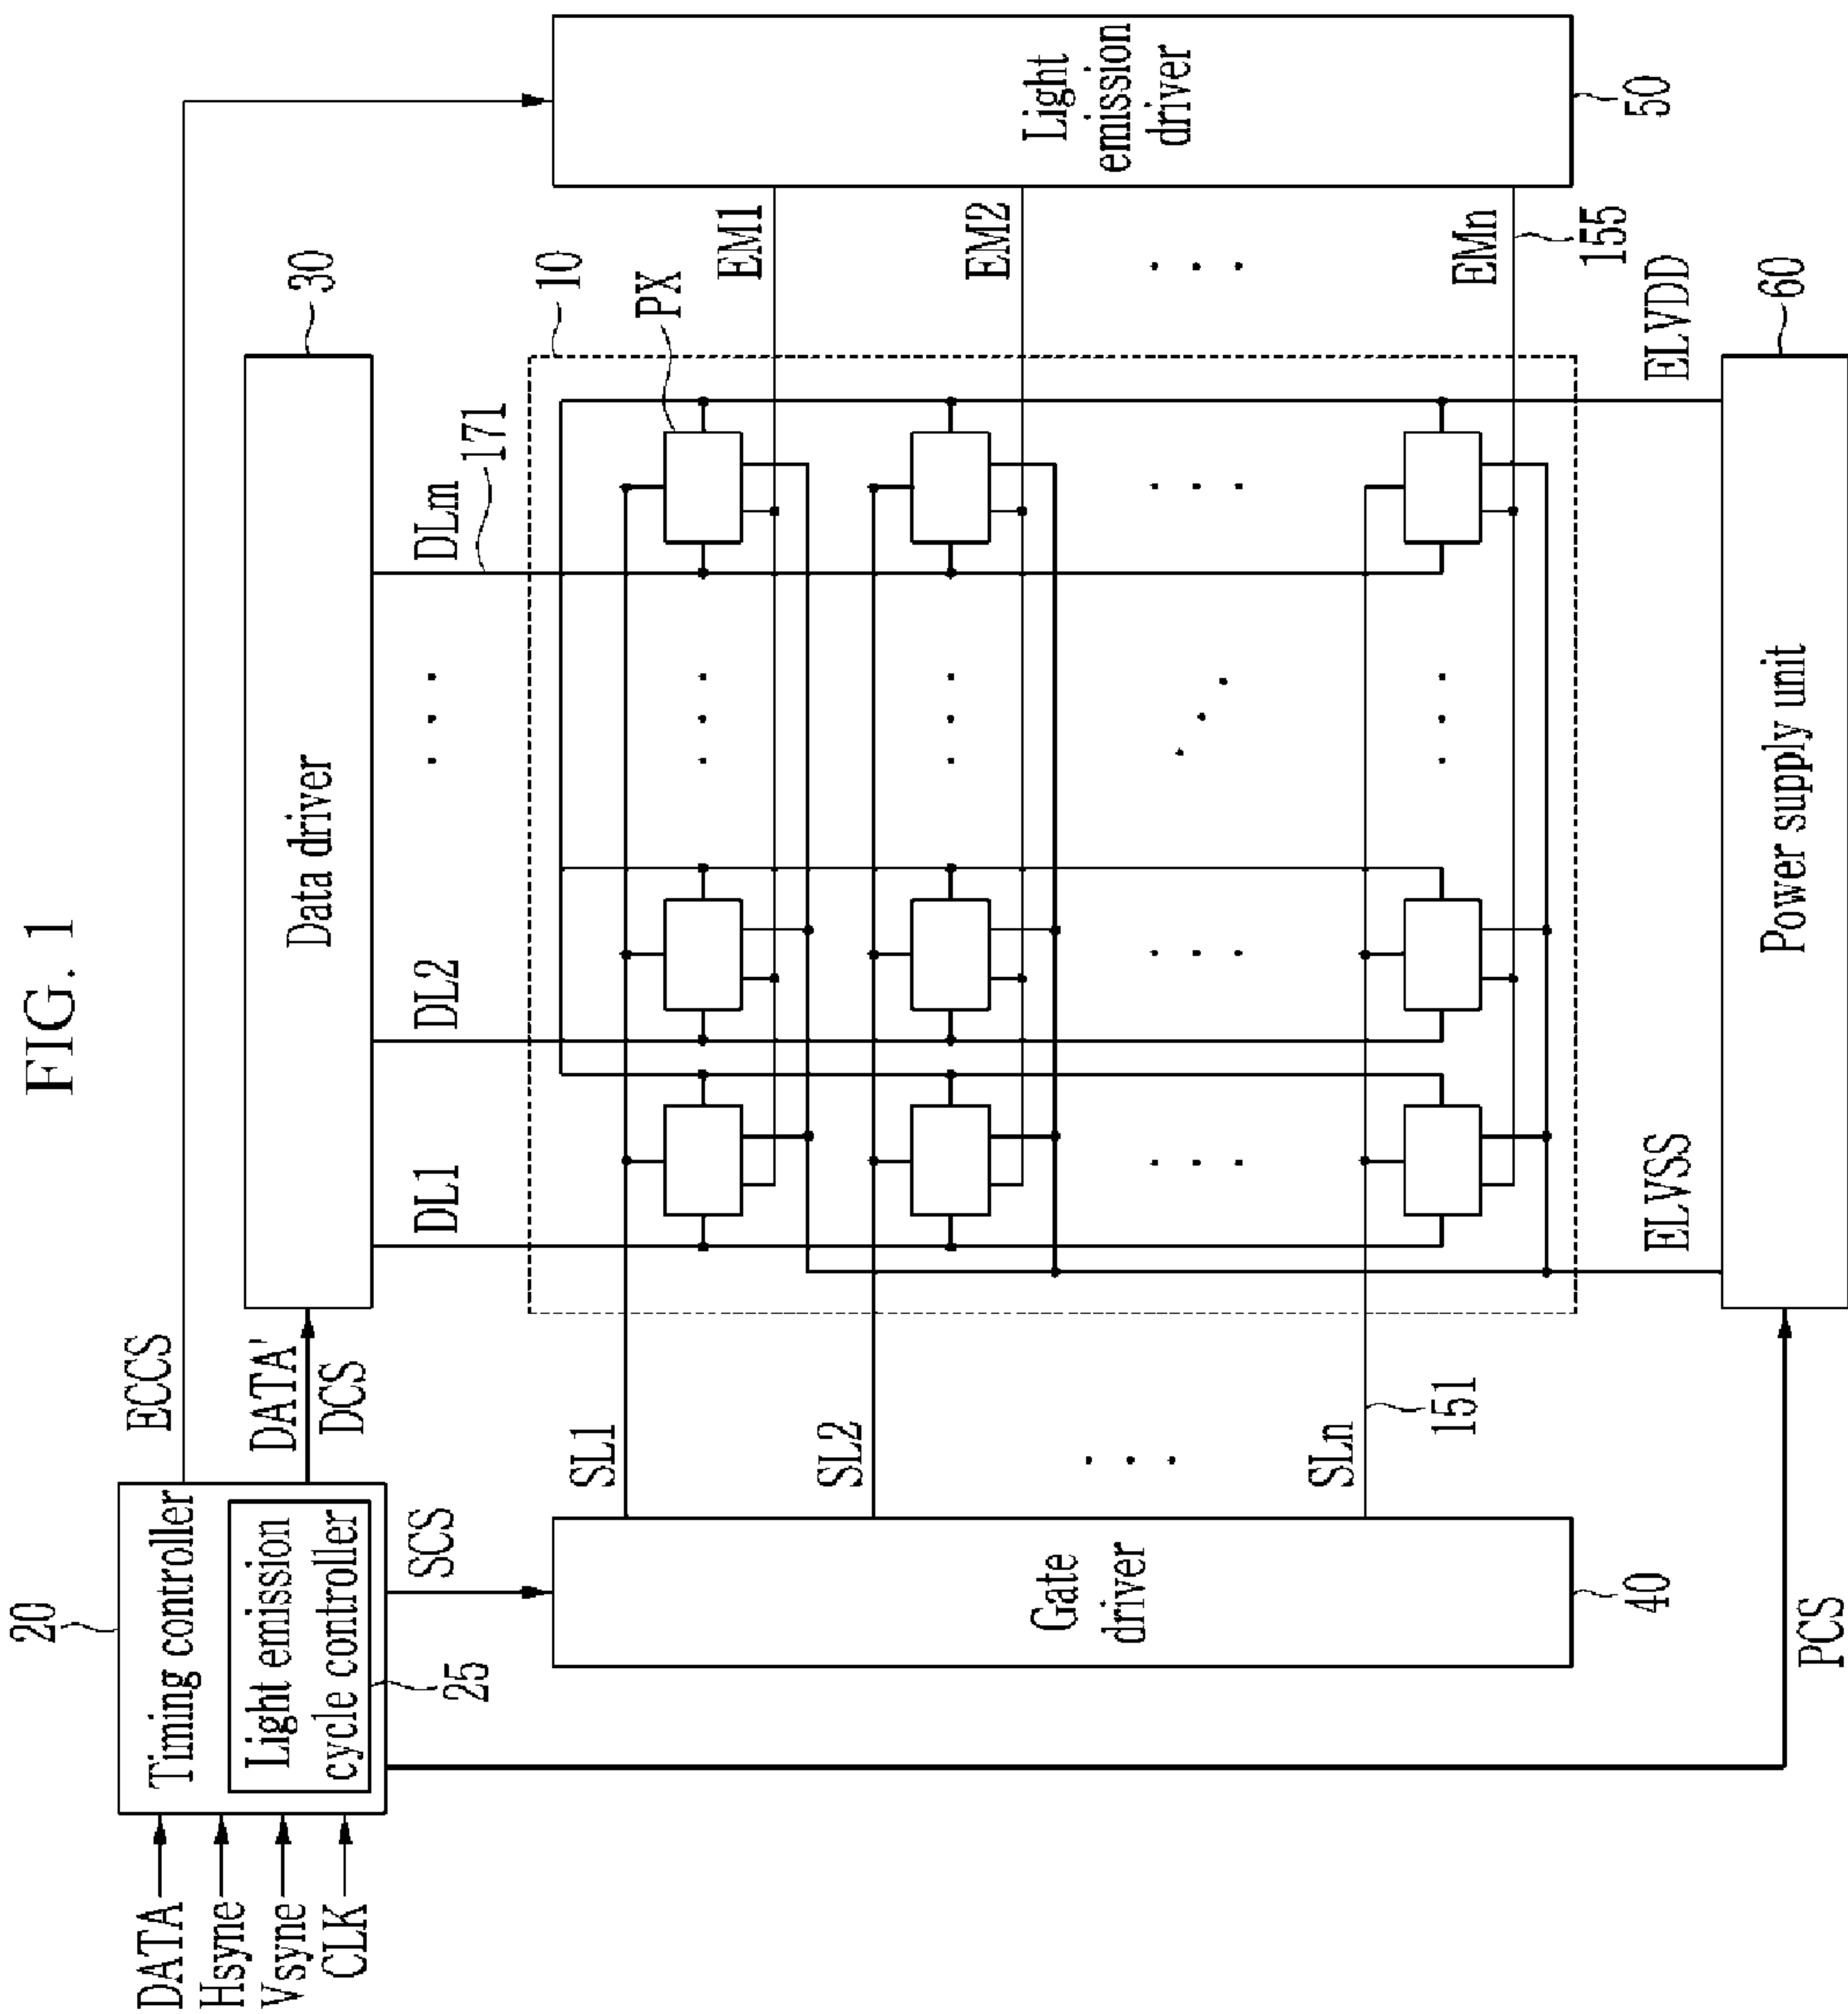 FIG. 1
20
Timing controller
Light emission
cycle controller
25
DATA
Hsyne
Vsyne
CLK
ECCS
DATA'
DCS
SCS
PCS
Data driver
30
DL1
DL2
. . .
DLm
171
10
PX
Gate
driver
40
SL1
SL2
. . .
SLn
151
Light
emission
driver
50
EM1
EM2
. . .
EMn
155
ELVSS
ELVDD
Power supply unit
60